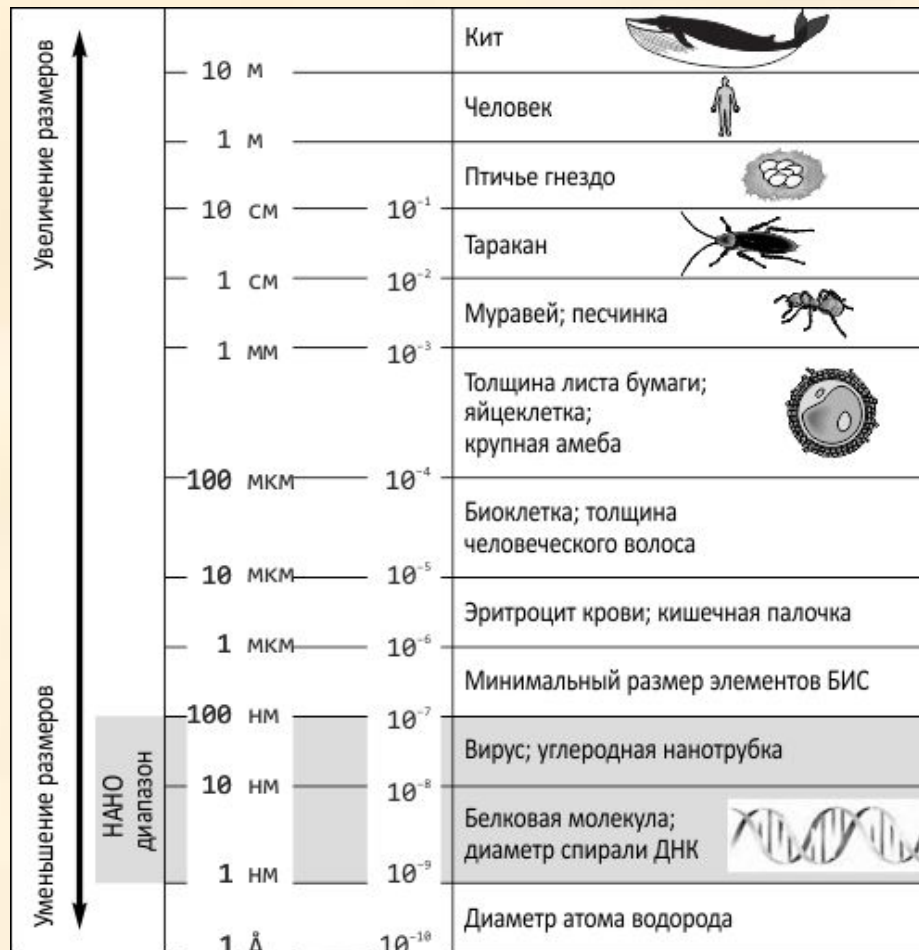 Увеличение размеров
Уменьшение размеров
НАНО
диапазон
Кит
10 м
Человек
1 м
Птичье гнездо
10 см 10⁻¹
Таракан
1 см 10⁻²
Муравей; песчинка
1 мм 10⁻³
Толщина листа бумаги;
яйцеклетка;
крупная амеба
100 мкм 10⁻⁴
Биоклетка; толщина
человеческого волоса
10 мкм 10⁻⁵
Эритроцит крови; кишечная палочка
1 мкм 10⁻⁶
Минимальный размер элементов БИС
100 нм 10⁻⁷
Вирус; углеродная нанотрубка
10 нм 10⁻⁸
Белковая молекула;
диаметр спирали ДНК
1 нм 10⁻⁹
Диаметр атома водорода
1 Å 10⁻¹⁰